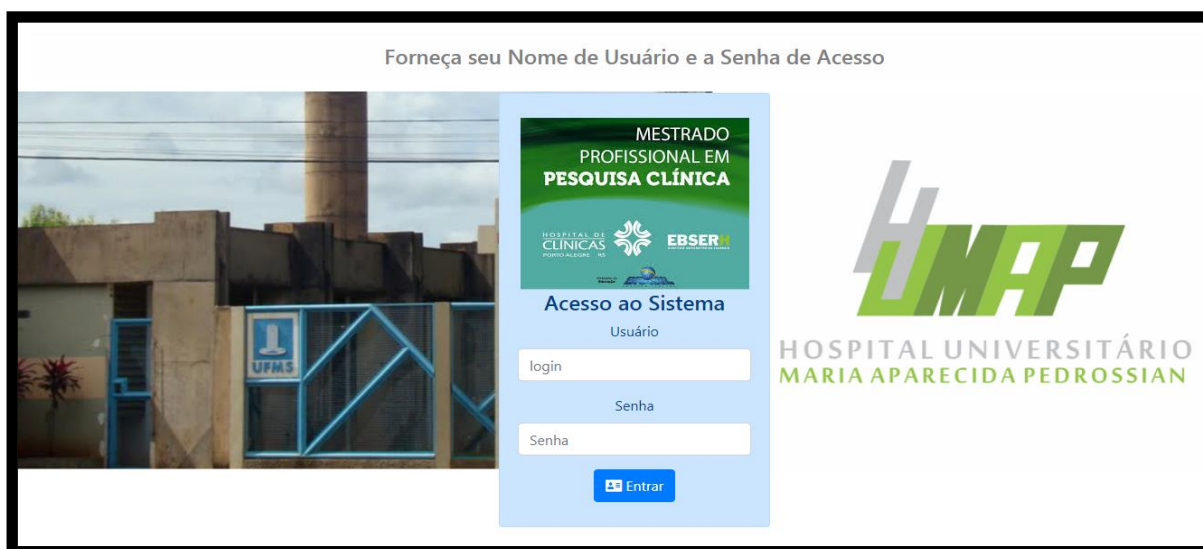 Forneça seu Nome de Usuário e a Senha de Acesso
UFMS
MESTRADO
PROFISSIONAL EM
PESQUISA CLÍNICA
HOSPITAL DE
CLÍNICAS
PORTO ALEGRE RS
EBSERH
Acesso ao Sistema
Usuário
login
Senha
Senha
Entrar
HUMAP
HOSPITAL UNIVERSITÁRIO
MARIA APARECIDA PEDROSSIAN